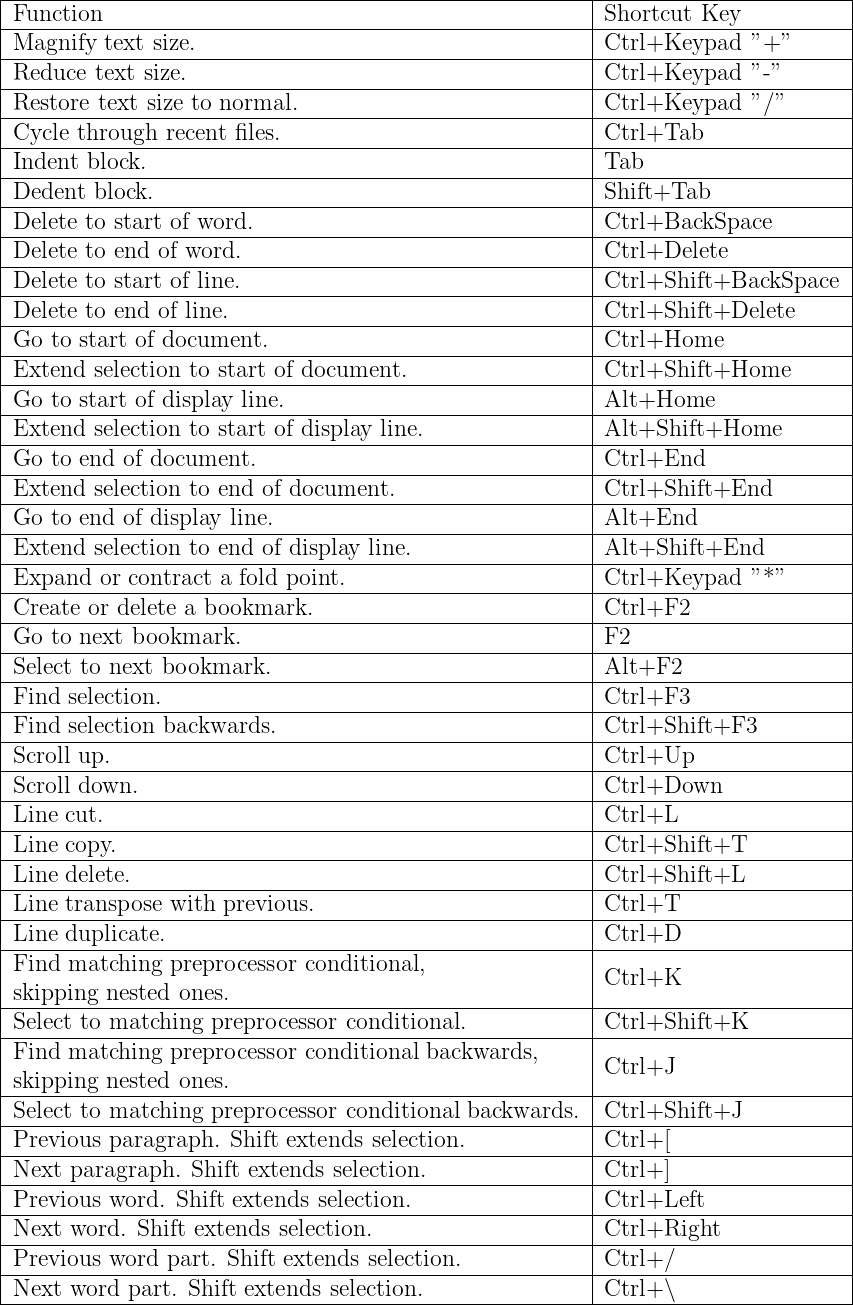 Function Shortcut Key
Magnify text size. Ctrl+Keypad ”+”
Reduce text size. Ctrl+Keypad ”-”
Restore text size to normal. Ctrl+Keypad ”/”
Cycle through recent files. Ctrl+Tab
Indent block. Tab
Dedent block. Shift+Tab
Delete to start of word. Ctrl+BackSpace
Delete to end of word. Ctrl+Delete
Delete to start of line. Ctrl+Shift+BackSpace
Delete to end of line. Ctrl+Shift+Delete
Go to start of document. Ctrl+Home
Extend selection to start of document. Ctrl+Shift+Home
Go to start of display line. Alt+Home
Extend selection to start of display line. Alt+Shift+Home
Go to end of document. Ctrl+End
Extend selection to end of document. Ctrl+Shift+End
Go to end of display line. Alt+End
Extend selection to end of display line. Alt+Shift+End
Expand or contract a fold point. Ctrl+Keypad ”*”
Create or delete a bookmark. Ctrl+F2
Go to next bookmark. F2
Select to next bookmark. Alt+F2
Find selection. Ctrl+F3
Find selection backwards. Ctrl+Shift+F3
Scroll up. Ctrl+Up
Scroll down. Ctrl+Down
Line cut. Ctrl+L
Line copy. Ctrl+Shift+T
Line delete. Ctrl+Shift+L
Line transpose with previous. Ctrl+T
Line duplicate. Ctrl+D
Find matching preprocessor conditional,
skipping nested ones. Ctrl+K
Select to matching preprocessor conditional. Ctrl+Shift+K
Find matching preprocessor conditional backwards,
skipping nested ones. Ctrl+J
Select to matching preprocessor conditional backwards. Ctrl+Shift+J
Previous paragraph. Shift extends selection. Ctrl+[
Next paragraph. Shift extends selection. Ctrl+]
Previous word. Shift extends selection. Ctrl+Left
Next word. Shift extends selection. Ctrl+Right
Previous word part. Shift extends selection. Ctrl+/
Next word part. Shift extends selection. Ctrl+\